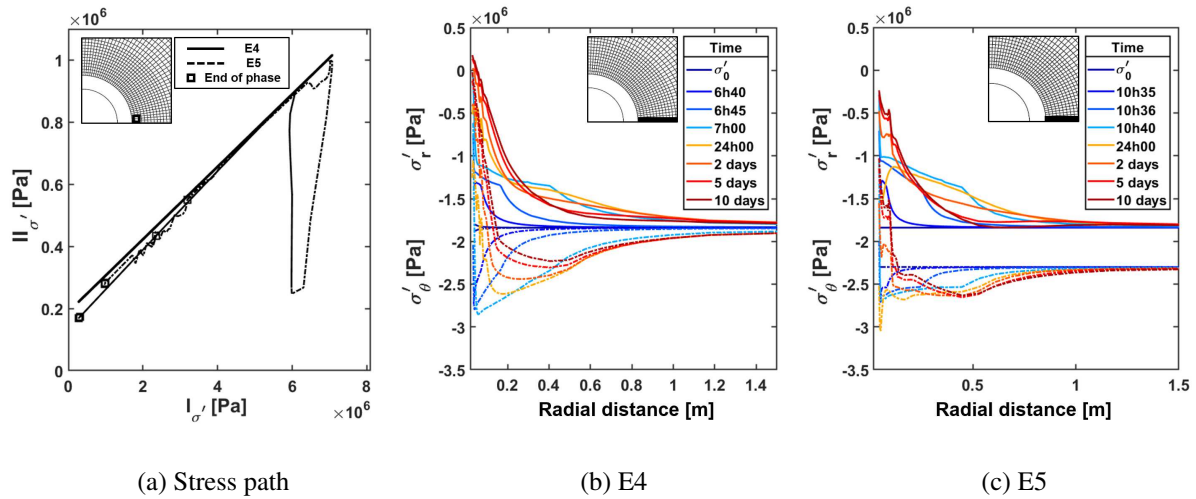 ×10⁶
1
0.8
0.6
0.4
0.2
0
0
2
4
6
8
II_σ′ [Pa]
I_σ′ [Pa]
×10⁶
E4
E5
End of phase
×10⁶
0.5
0
-0.5
-1
-1.5
-2
-2.5
-3
-3.5
σ′_r [Pa]
σ′_θ [Pa]
0.2
0.4
0.6
0.8
1
1.2
1.4
Radial distance [m]
Time
σ′_0
6h40
6h45
7h00
24h00
2 days
5 days
10 days
×10⁶
0.5
0
-0.5
-1
-1.5
-2
-2.5
-3
-3.5
σ′_r [Pa]
σ′_θ [Pa]
0.5
1
1.5
Radial distance [m]
Time
σ′_0
10h35
10h36
10h40
24h00
2 days
5 days
10 days
(a) Stress path
(b) E4
(c) E5